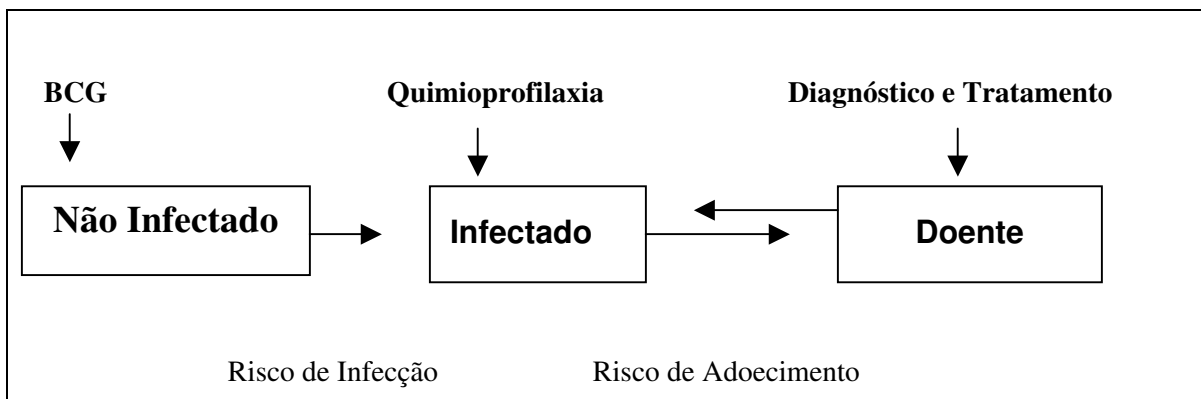 BCG Quimioprofilaxia Diagnóstico e Tratamento
Não Infectado Infectado Doente
Risco de Infecção Risco de Adoecimento